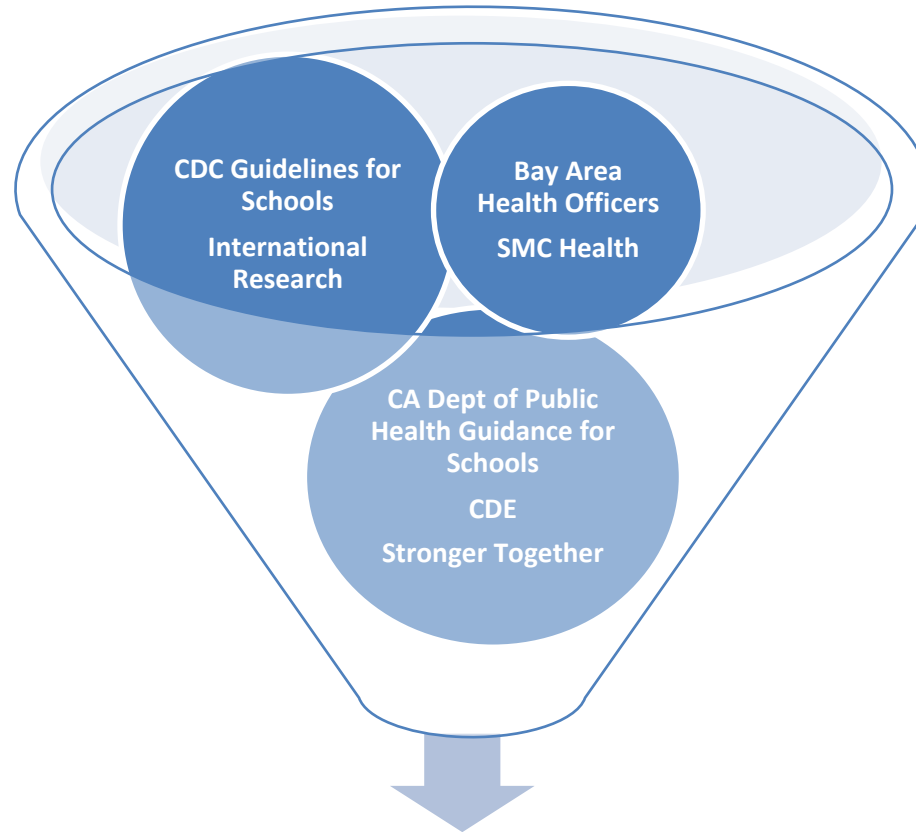 CDC Guidelines for
Schools
International
Research
Bay Area
Health Officers
SMC Health
CA Dept of Public
Health Guidance for
Schools
CDE
Stronger Together